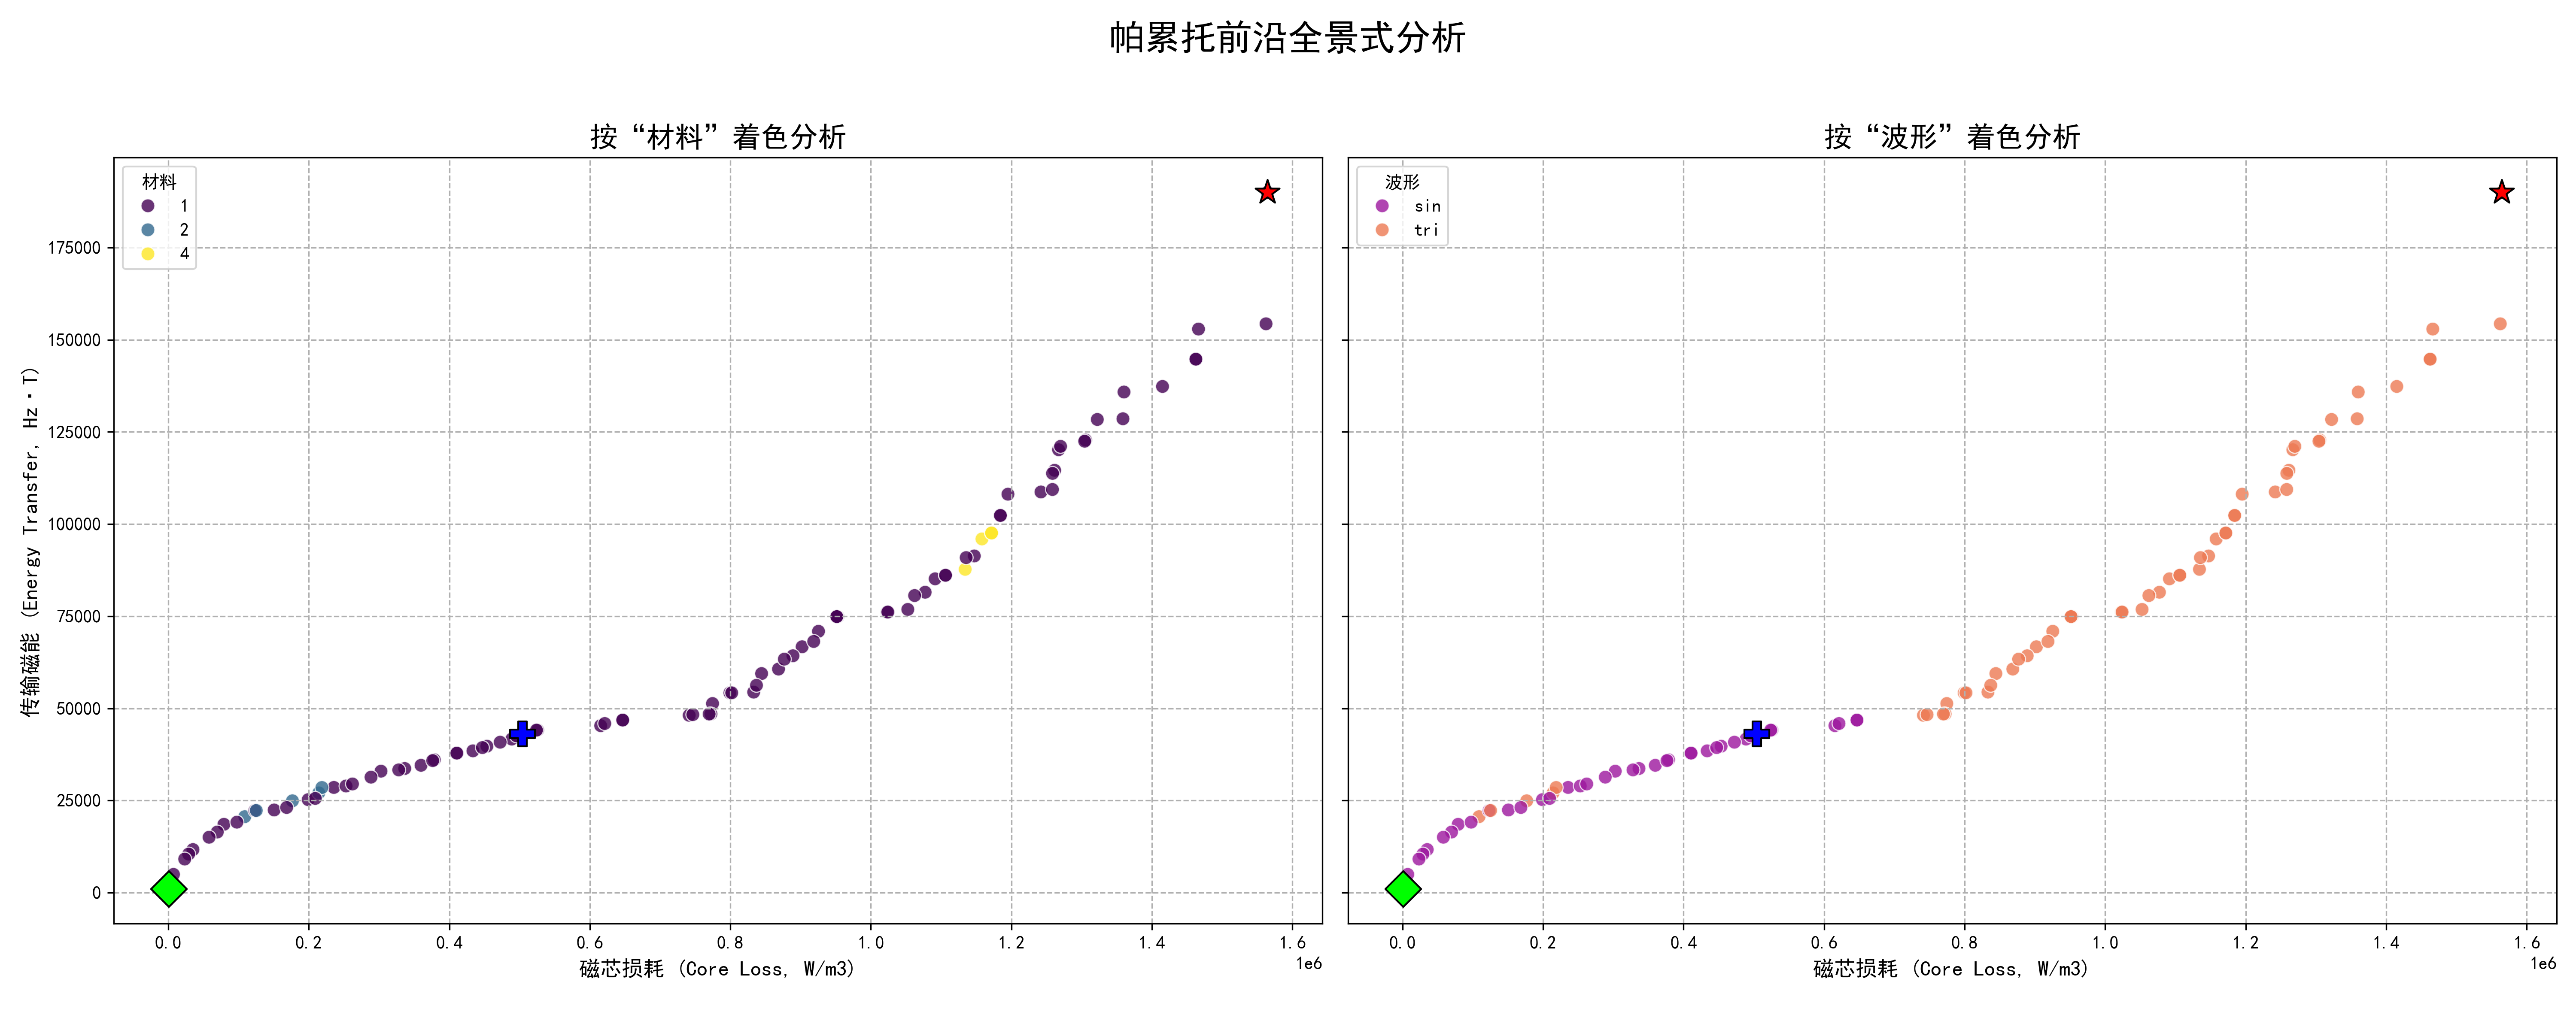 帕累托前沿全景式分析
按“材料”着色分析
材料
1
2
4
传输磁能 (Energy Transfer, Hz·T)
175000
150000
125000
100000
75000
50000
25000
0
0.0 0.2 0.4 0.6 0.8 1.0 1.2 1.4 1.6
1e6
磁芯损耗 (Core Loss, W/m3)
按“波形”着色分析
波形
sin
tri
0.0 0.2 0.4 0.6 0.8 1.0 1.2 1.4 1.6
1e6
磁芯损耗 (Core Loss, W/m3)